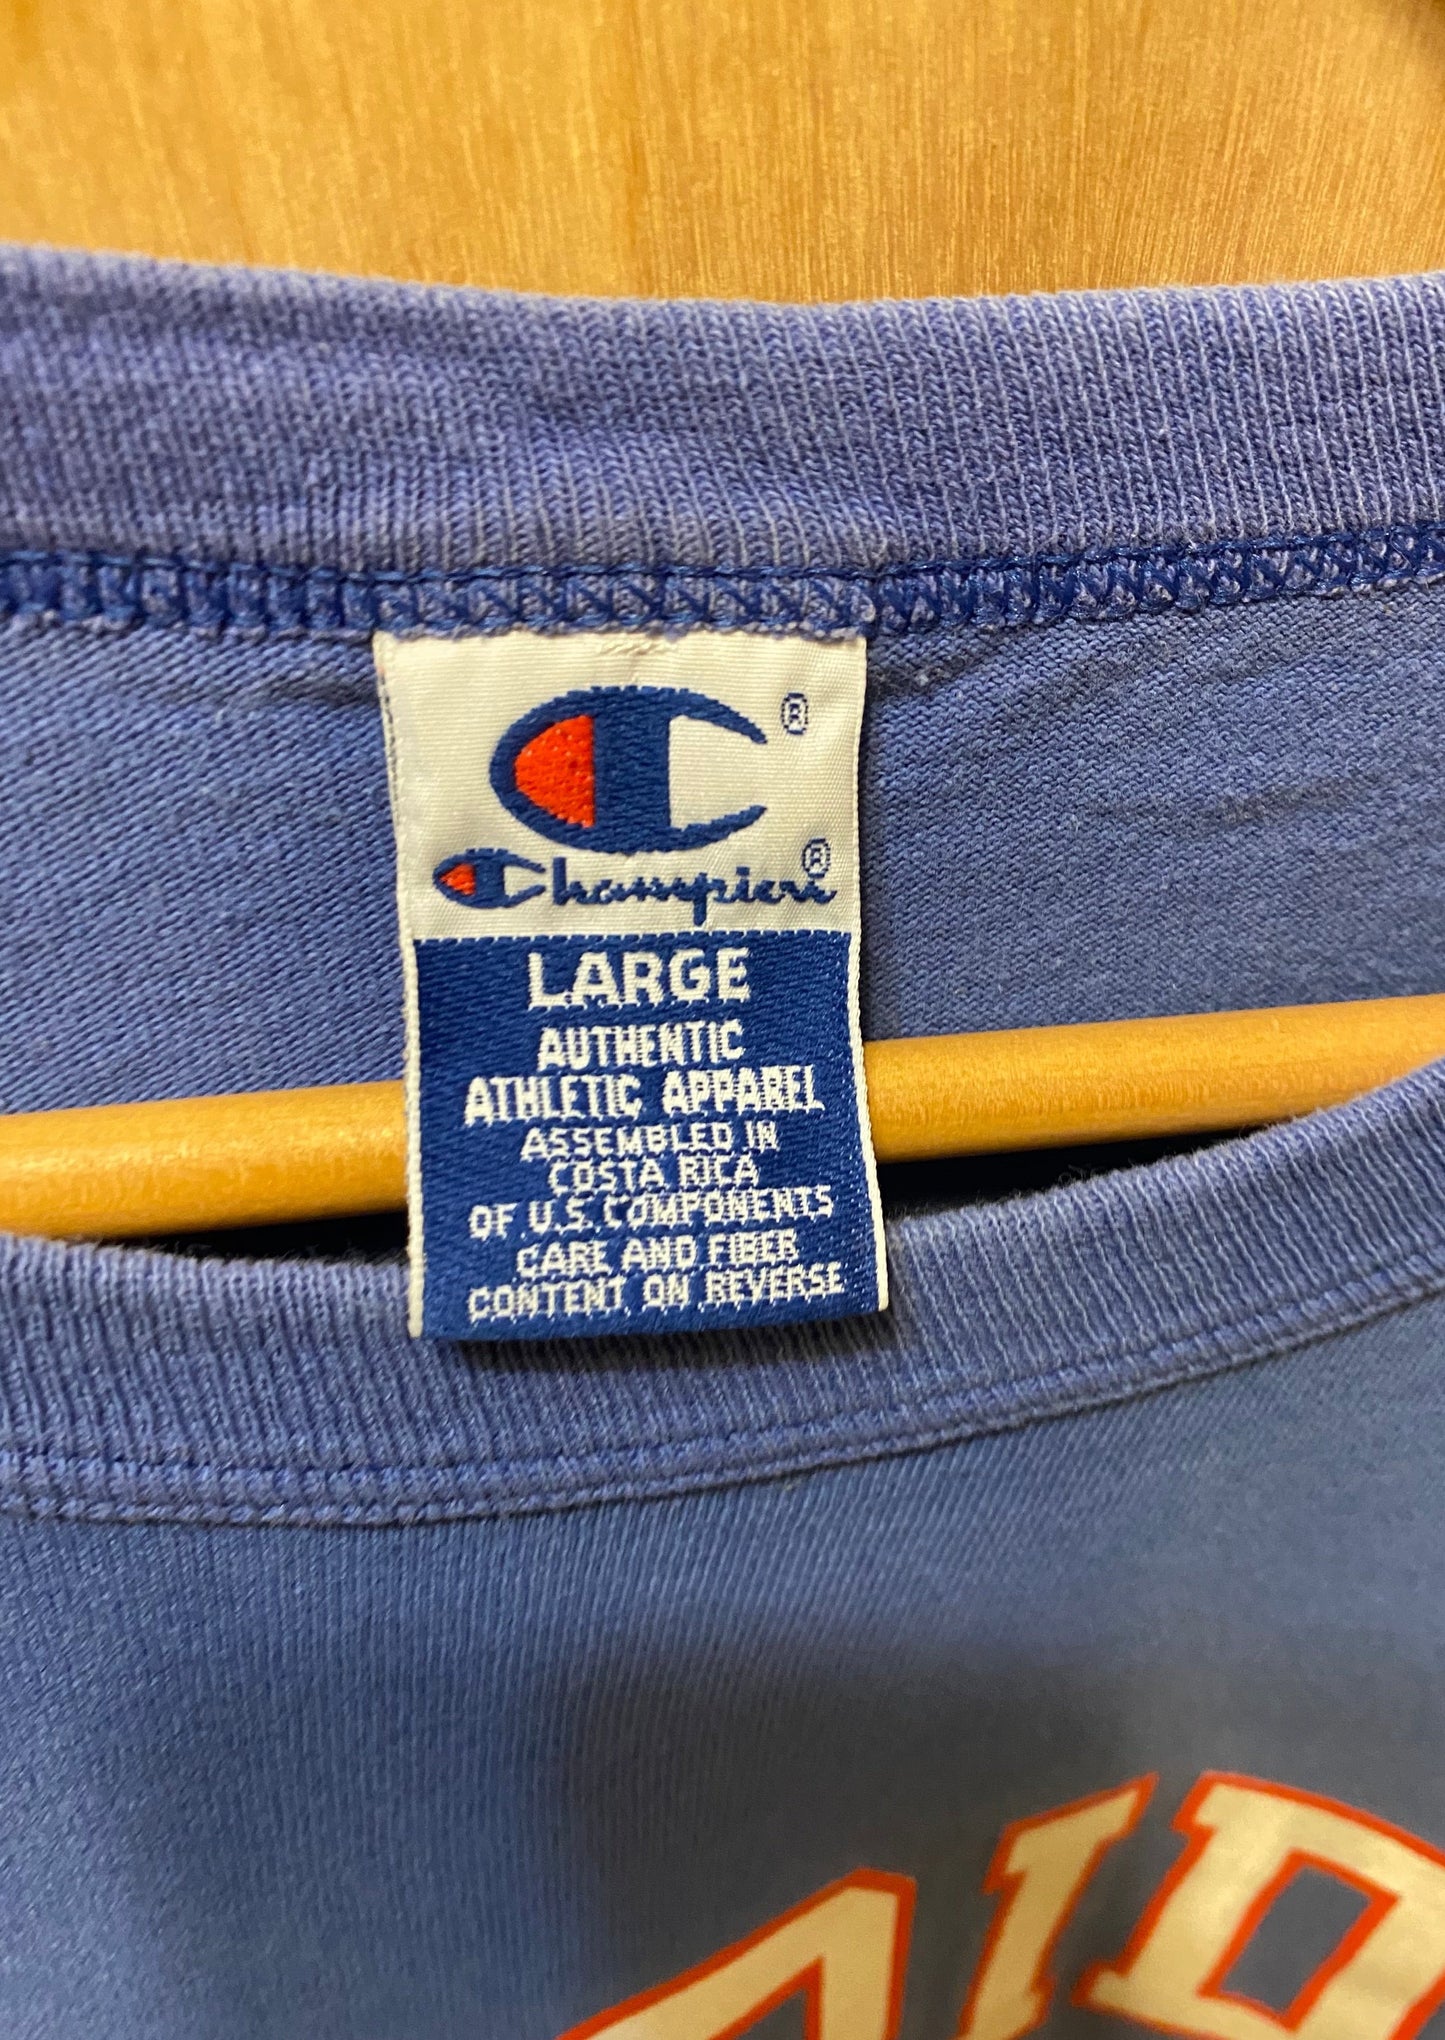 ®
Champion®
LARGE
AUTHENTIC
ATHLETIC APPAREL
ASSEMBLED IN
COSTA RICA
OF U.S. COMPONENTS
CARE AND FIBER
CONTENT ON REVERSE